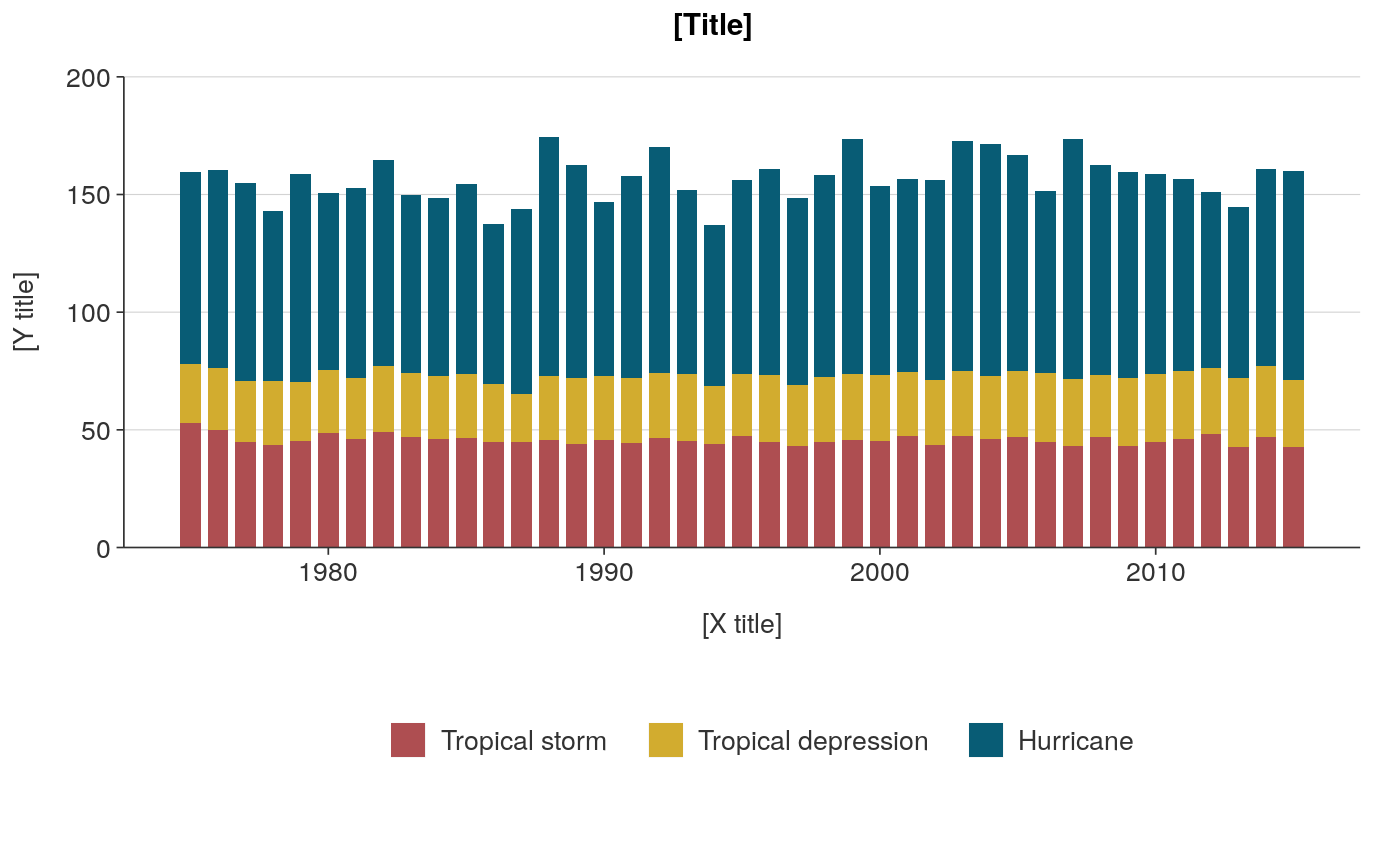 [Title]
200
150
100
50
0
[Y title]
1980 1990 2000 2010
[X title]
Tropical storm Tropical depression Hurricane